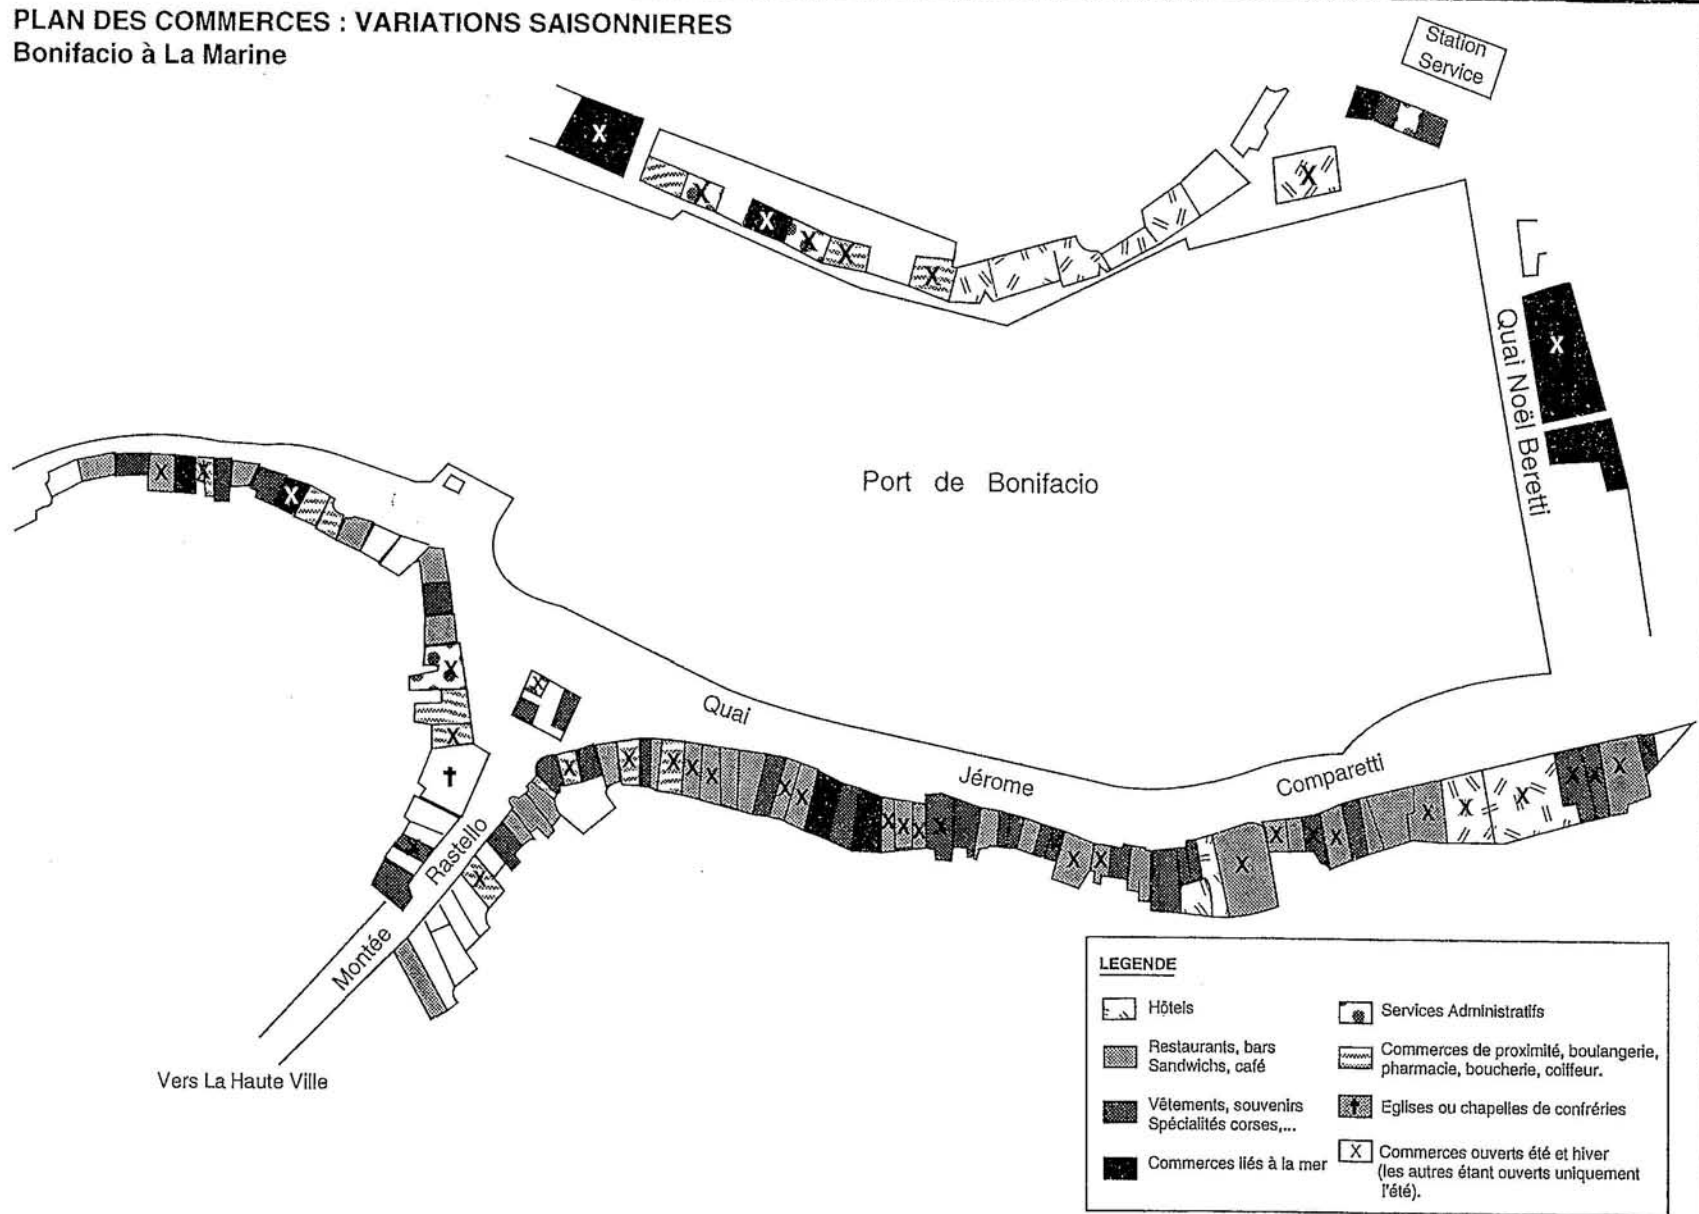 PLAN DES COMMERCES : VARIATIONS SAISONNIERES
Bonifacio à La Marine
Station
Service
Quai Noël Beretti
Port de Bonifacio
Quai
Jérome
Comparetti
Montée
Rastello
Vers La Haute Ville
LEGENDE
Hôtels
Restaurants, bars
Sandwichs, café
Vêtements, souvenirs
Spécialités corses,...
Commerces liés à la mer
Services Administratifs
Commerces de proximité, boulangerie,
pharmacie, boucherie, coiffeur.
Eglises ou chapelles de confréries
X Commerces ouverts été et hiver
(les autres étant ouverts uniquement
l'été).